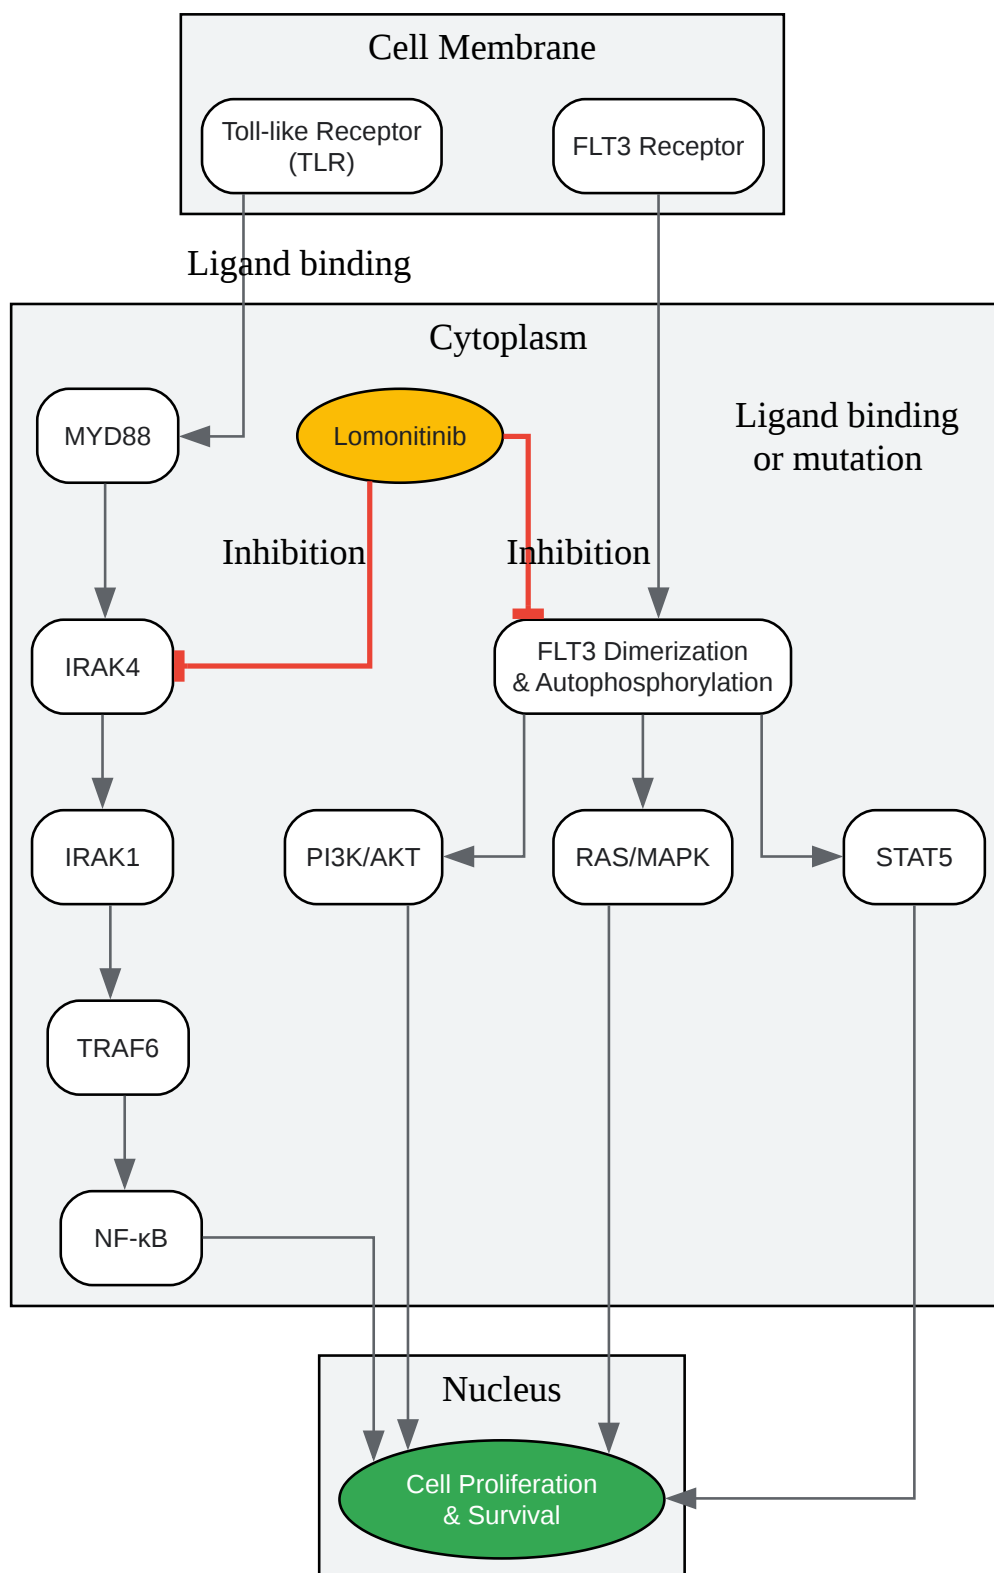 Cell Membrane
Toll-like Receptor
(TLR)
FLT3 Receptor
Ligand binding
Cytoplasm
MYD88
Lomonitinib
Ligand binding
or mutation
Inhibition
Inhibition
IRAK4
FLT3 Dimerization
& Autophosphorylation
IRAK1
PI3K/AKT
RAS/MAPK
STAT5
TRAF6
NF-κB
Nucleus
Cell Proliferation
& Survival